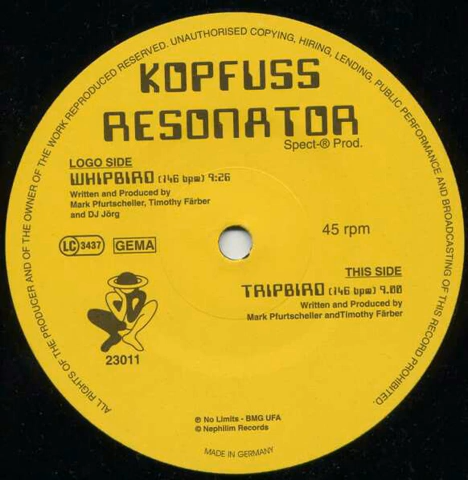 ALL RIGHTS OF THE PRODUCER AND OF THE OWNER OF THE WORK REPRODUCED RESERVED. UNAUTHORISED COPYING, HIRING, LENDING, PUBLIC PERFORMANCE AND BROADCASTING OF THIS RECORD PROHIBITED.
KOPFUSS
RESONATOR
Spect-® Prod.
LOGO SIDE
WHIPBIRD (146 bpm) 9:26
Written and Produced by
Mark Pfurtscheller, Timothy Färber
and DJ Jörg
LC 3437 GEMA
45 rpm
THIS SIDE
TRIPBIRD (146 bpm) 9.00
Written and Produced by
Mark Pfurtscheller andTimothy Färber
23011
℗ No Limits - BMG UFA
© Nephilim Records
MADE IN GERMANY